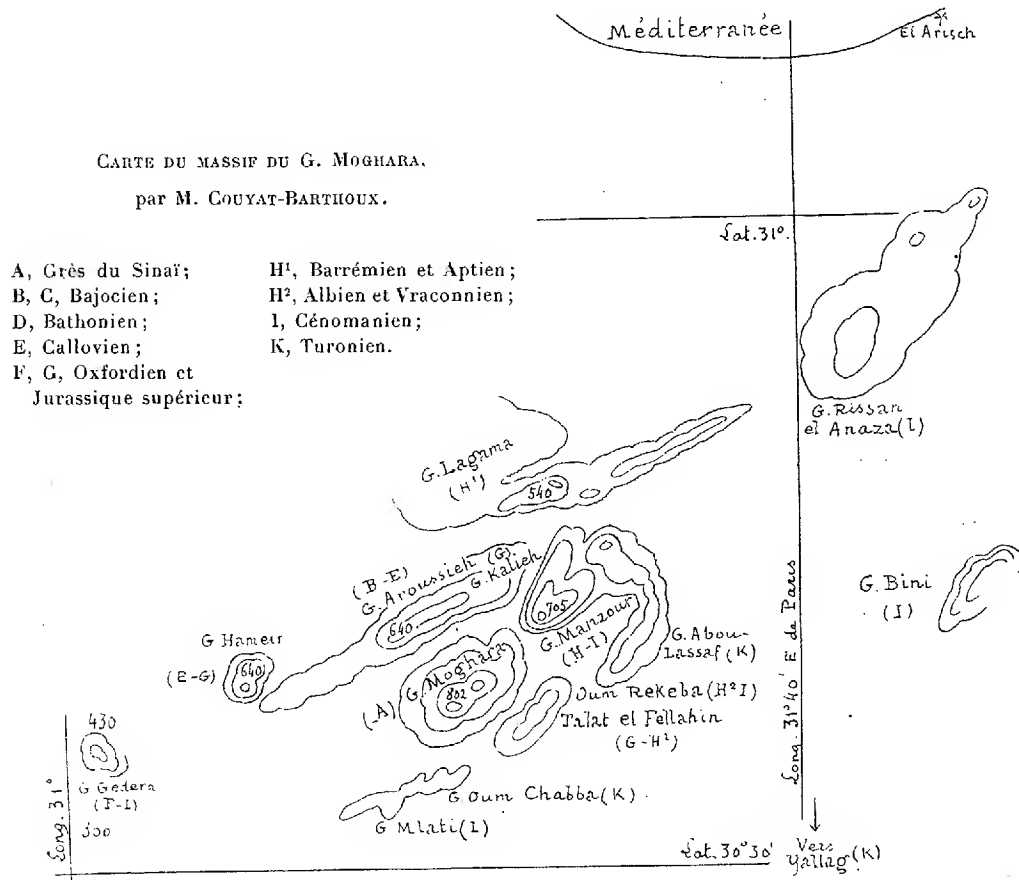 Méditerranée
El Arisch
CARTE DU MASSIF DU G. MOGHARA,
par M. COUYAT-BARTHOUX.
A, Grès du Sinaï;
B, C, Bajocien;
D, Bathonien;
E, Callovien;
F, G, Oxfordien et
Jurassique supérieur;
H¹, Barrémien et Aptien;
H², Albien et Vraconnien;
I, Cénomanien;
K, Turonien.
Lat. 31°.
G. Rissan
el Anaza (I)
G. Lagama
(H¹)
540
(B-E)
G. Aroussieh (G)
G. Kalieh
640
705
G. Manzour
(H-I)
G. Bini
(I)
G Hameir
(E-G)
640
G. Moghara
(A)
802
G. Abou-
Lassaf (K)
Oum Rekeba (H²I)
Talat el Fellahin
(G-H²)
430
G Gedera
(F-I)
300
G. Oum Chabba (K)
G Mlati (I)
Long. 31°
Long. 31°40' E de Paris
Lat. 30°30'
Vers
Yallag (K)